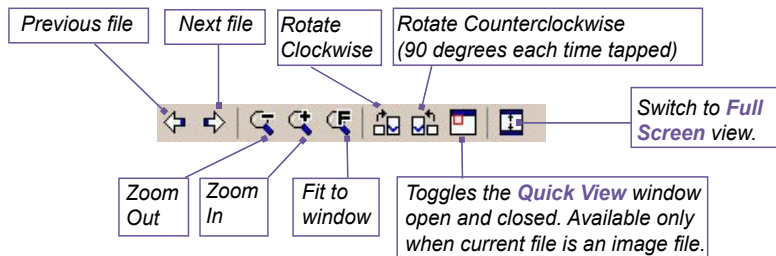 Previous file
Next file
Rotate
Clockwise
Rotate Counterclockwise
(90 degrees each time tapped)
Switch to Full
Screen view.
F
Zoom
Out
Zoom
In
Fit to
window
Toggles the Quick View window
open and closed. Available only
when current file is an image file.